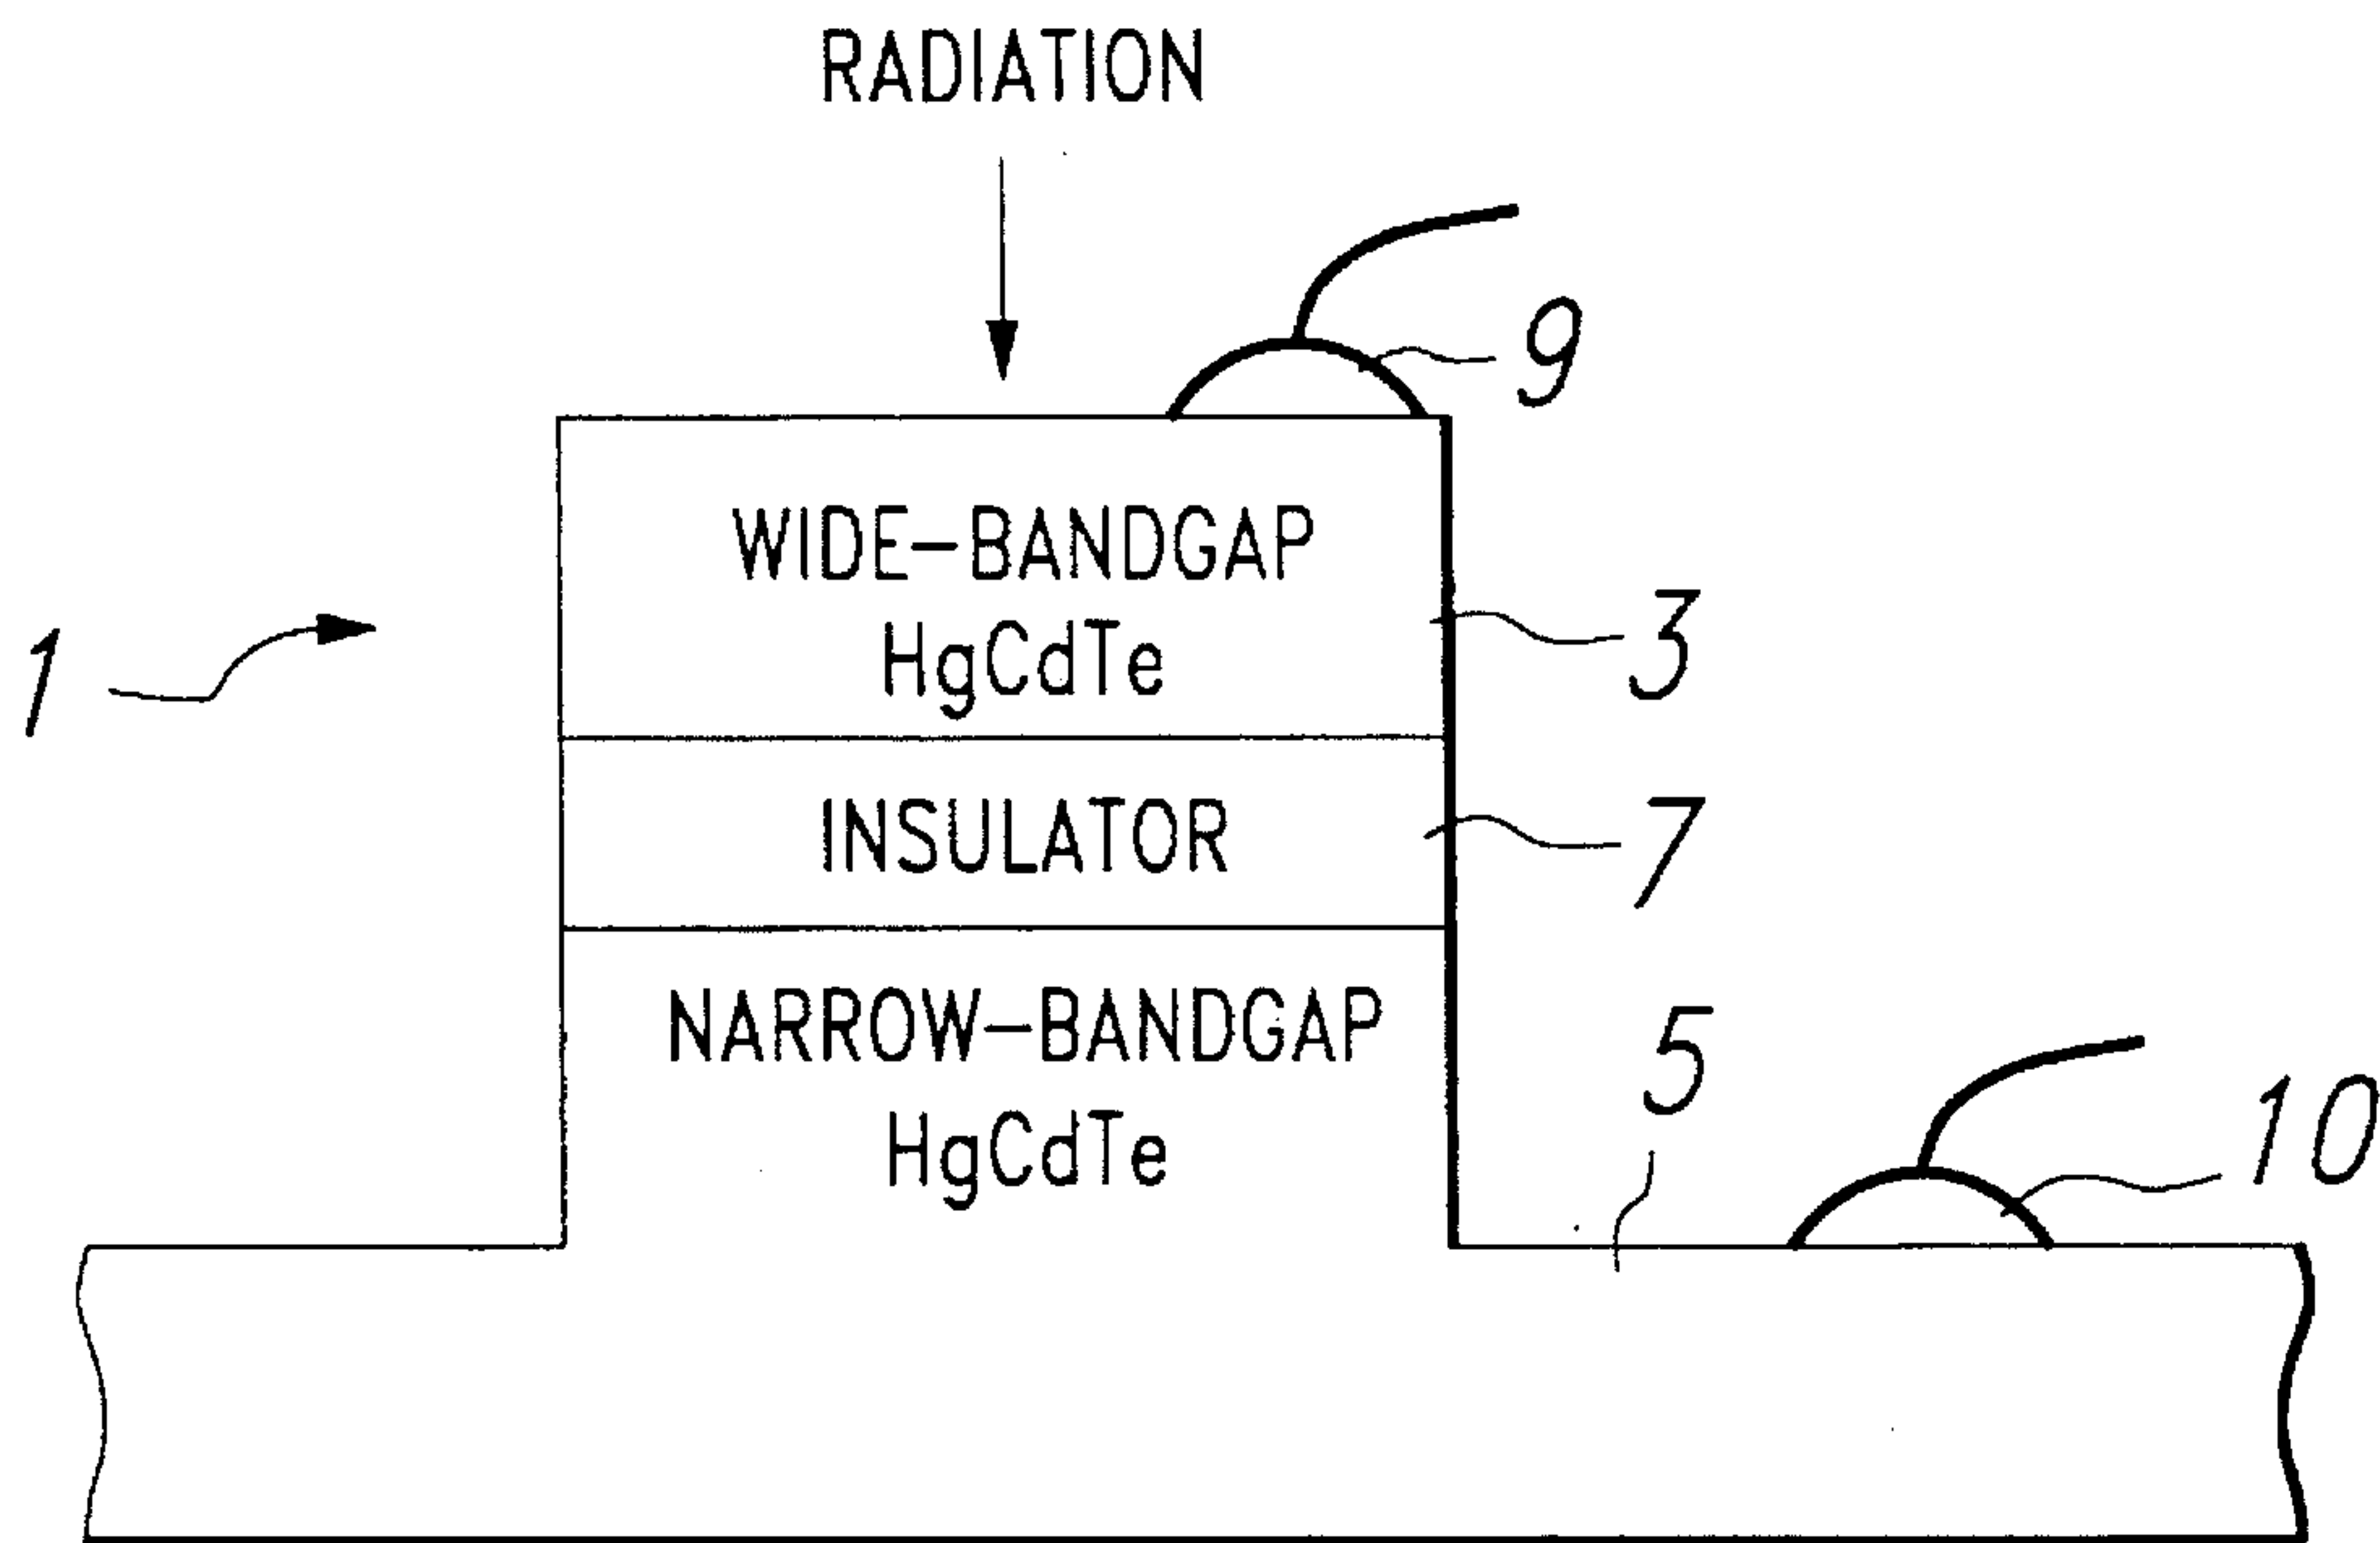 RADIATION
9
WIDE-BANDGAP
HgCdTe
3
1
INSULATOR
7
NARROW-BANDGAP
HgCdTe
5
10